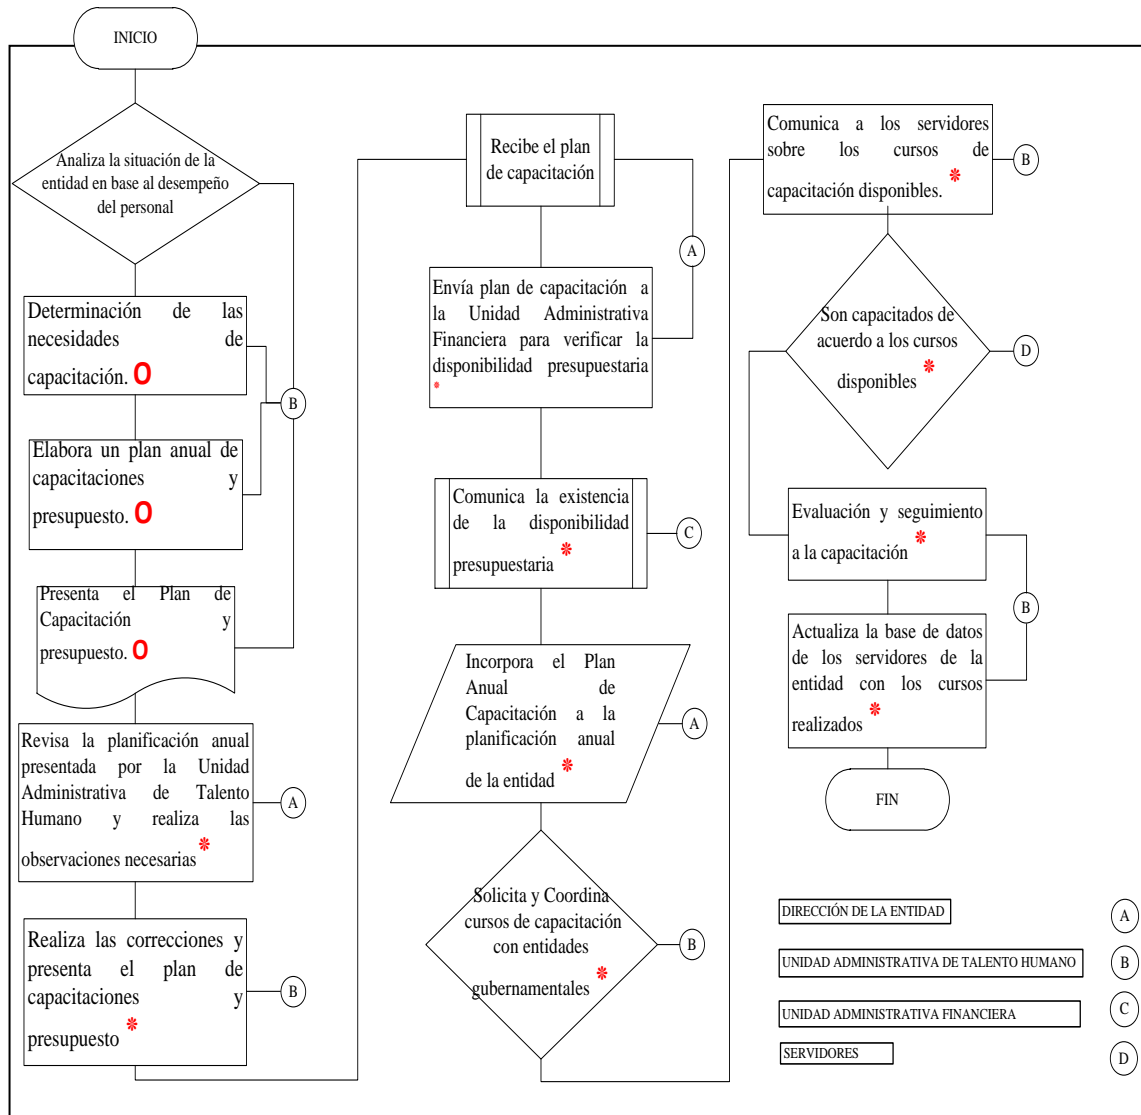 INICIO
Analiza la situación de la
entidad en base al desempeño
del personal
Determinación de las
necesidades de
capacitación. O
B
Elabora un plan anual de
capacitaciones y
presupuesto. O
Presenta el Plan de
Capacitación y
presupuesto. O
Revisa la planificación anual
presentada por la Unidad
Administrativa de Talento
Humano y realiza las
observaciones necesarias *
A
Realiza las correcciones y
presenta el plan de
capacitaciones y
presupuesto *
B
Recibe el plan
de capacitación
A
Envía plan de capacitación a
la Unidad Administrativa
Financiera para verificar la
disponibilidad presupuestaria
*
Comunica la existencia
de la disponibilidad
presupuestaria *
C
Incorpora el Plan
Anual de
Capacitación a la
planificación anual
de la entidad *
A
Solicita y Coordina
cursos de capacitación
con entidades
gubernamentales *
B
Comunica a los servidores
sobre los cursos de
capacitación disponibles. *
B
Son capacitados de
acuerdo a los cursos
disponibles *
D
Evaluación y seguimiento
a la capacitación *
B
Actualiza la base de datos
de los servidores de la
entidad con los cursos
realizados *
FIN
DIRECCIÓN DE LA ENTIDAD A
UNIDAD ADMINISTRATIVA DE TALENTO HUMANO B
UNIDAD ADMINISTRATIVA FINANCIERA C
SERVIDORES D